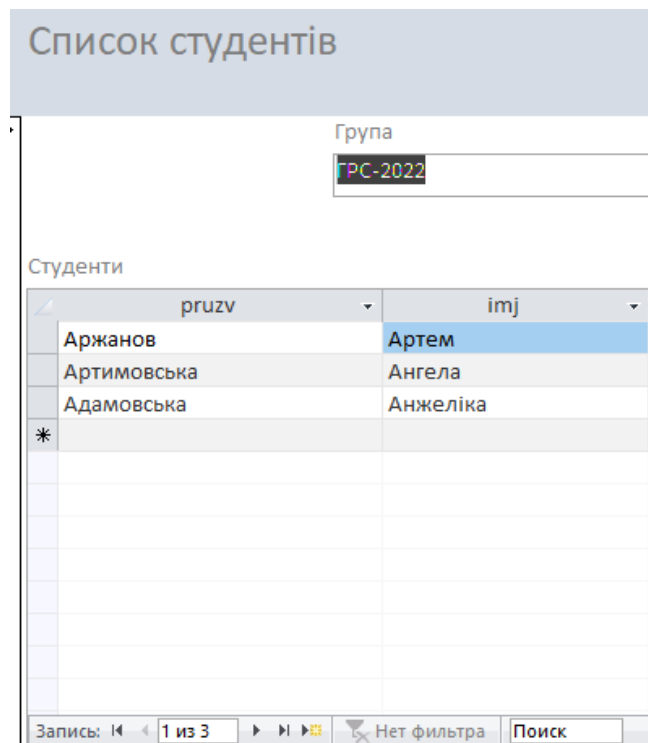 Список студентів
Група
ГРС-2022
Студенти
pruzv imj
Аржанов Артем
Артимовська Ангела
Адамовська Анжеліка
Запись: 1 из 3 Нет фильтра Поиск